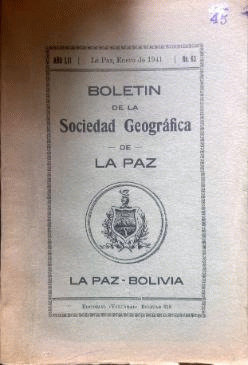 45
AÑO LII | La Paz, Enero de 1941 | No. 63
BOLETIN
DE LA
Sociedad Geográfica
— DE —
LA PAZ
LA PAZ - BOLIVIA